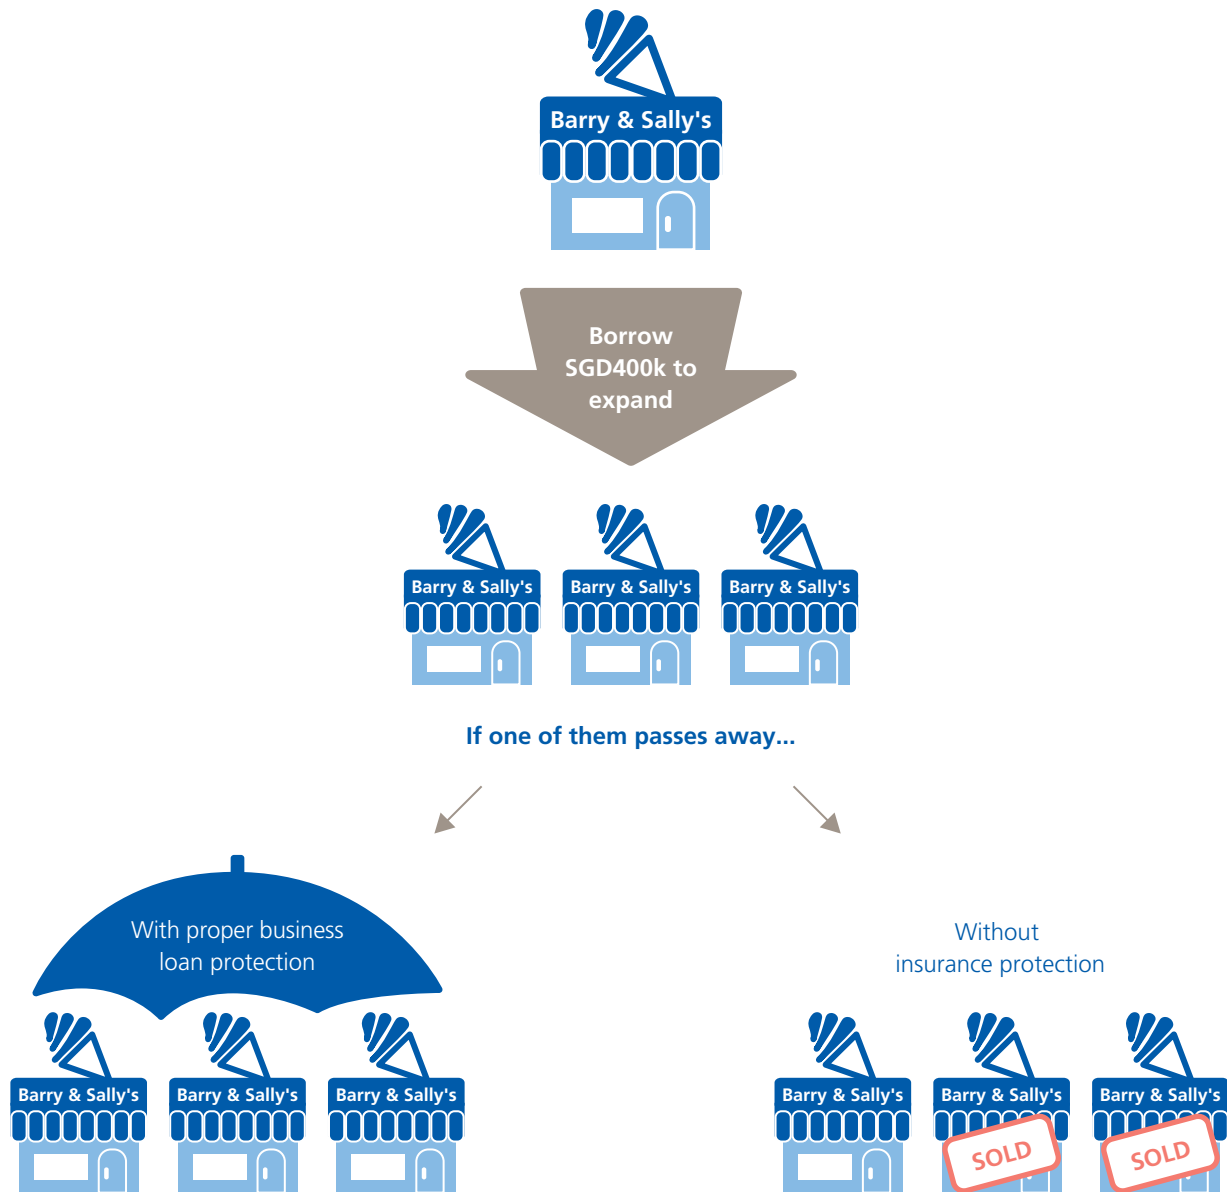 Barry & Sally's
Borrow
SGD400k to
expand
Barry & Sally's
Barry & Sally's
Barry & Sally's
If one of them passes away...
With proper business
loan protection
Without
insurance protection
Barry & Sally's
Barry & Sally's
Barry & Sally's
Barry & Sally's
Barry & Sally's
Barry & Sally's
SOLD
SOLD